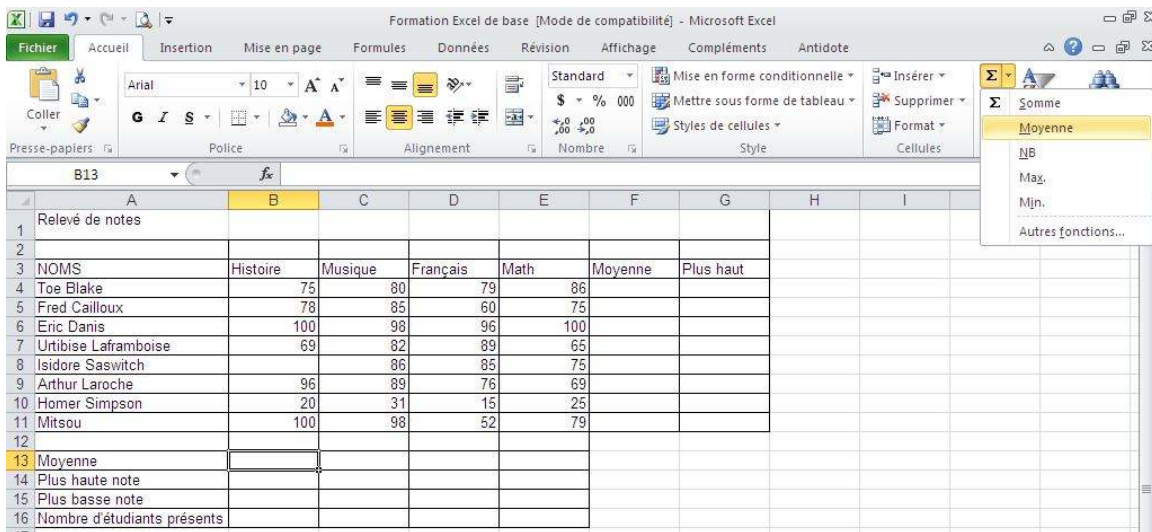 Formation Excel de base [Mode de compatibilité] - Microsoft Excel
Fichier Accueil Insertion Mise en page Formules Données Révision Affichage Compléments Antidote
Coller
Presse-papiers
Arial 10
G I S
Police
Alignement
Standard
$ % 000
Nombre
Mise en forme conditionnelle
Mettre sous forme de tableau
Styles de cellules
Style
Insérer
Supprimer
Format
Cellules
Σ
Σ Somme
Moyenne
NB
Max.
Min.
Autres fonctions...
B13 fx
A B C D E F G H I
1 Relevé de notes
2
3 NOMS Histoire Musique Français Math Moyenne Plus haut
4 Toe Blake 75 80 79 86
5 Fred Cailloux 78 85 60 75
6 Eric Danis 100 98 96 100
7 Urtibise Laframboise 69 82 89 65
8 Isidore Saswitch 86 85 75
9 Arthur Laroche 96 89 76 69
10 Homer Simpson 20 31 15 25
11 Mitsou 100 98 52 79
12
13 Moyenne
14 Plus haute note
15 Plus basse note
16 Nombre d'étudiants présents